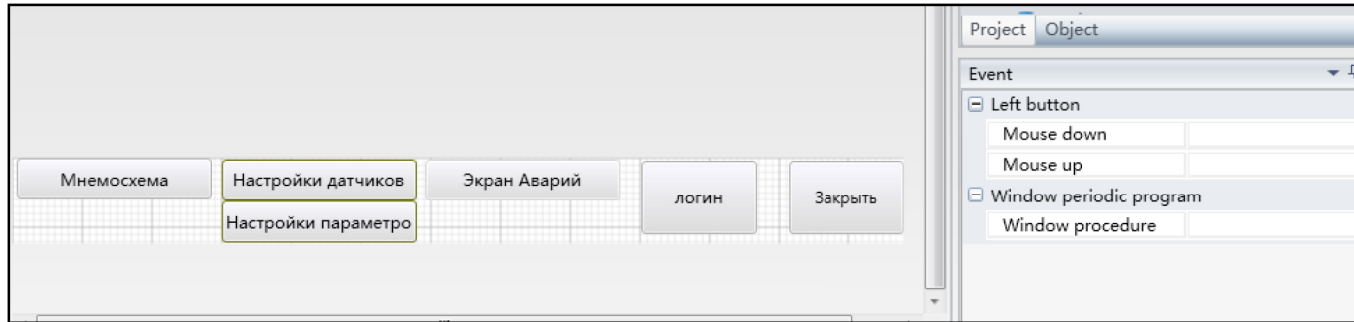 Project Object
Event
Left button
Mouse down
Mouse up
Window periodic program
Window procedure
Мнемосхема
Настройки датчиков
Экран Аварий
логин
Закрыть
Настройки параметро